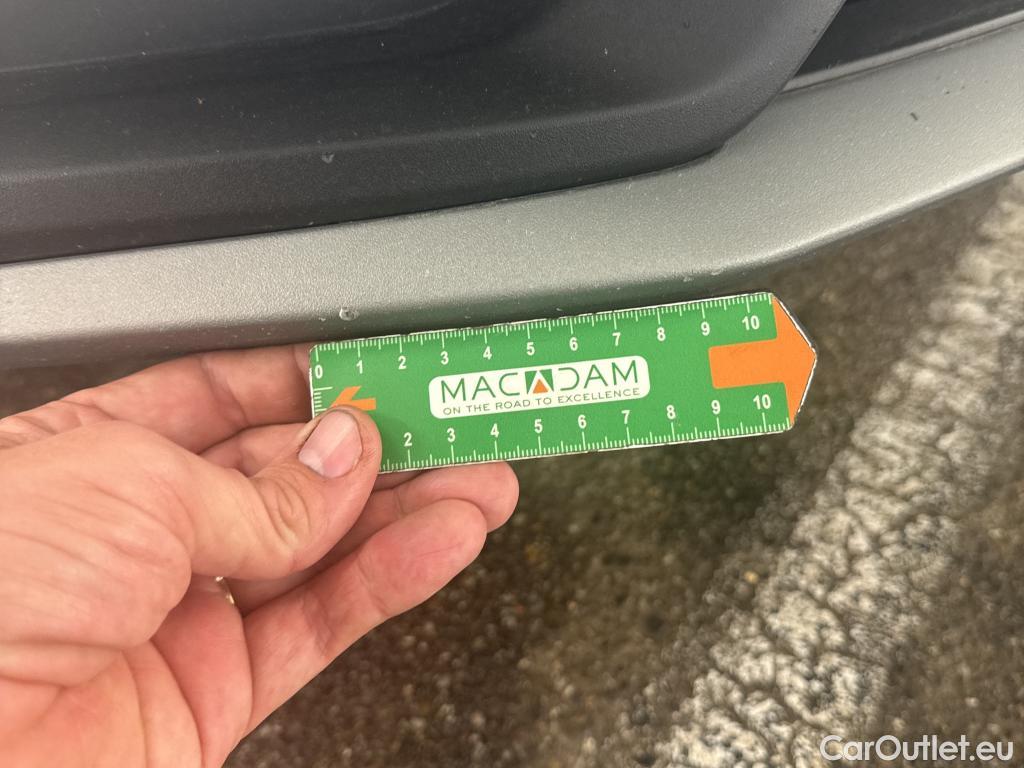 0 1 2 3 4 5 6 7 8 9 10
MACADAM
ON THE ROAD TO EXCELLENCE
2 3 4 5 6 7 8 9 10
CarOutlet.eu